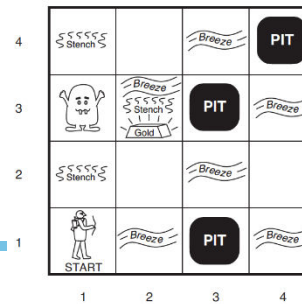 4
Stench
Breeze
PIT
3
Breeze
Stench
Gold
PIT
Breeze
2
Stench
Breeze
1
START
Breeze
PIT
Breeze
1 2 3 4